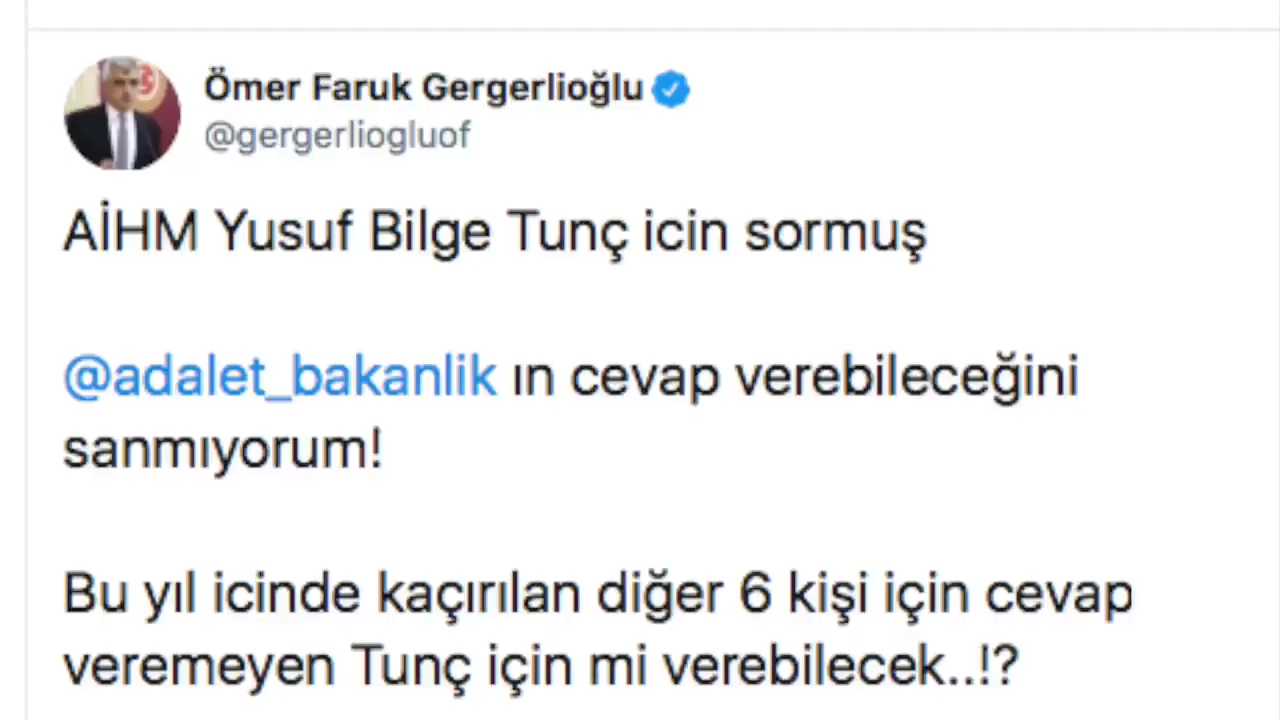 Ömer Faruk Gergerlioğlu
@gergerliogluof
AİHM Yusuf Bilge Tunç icin sormuş
@adalet_bakanlik ın cevap verebileceğini
sanmıyorum!
Bu yıl icinde kaçırılan diğer 6 kişi için cevap
veremeyen Tunç için mi verebilecek..!?